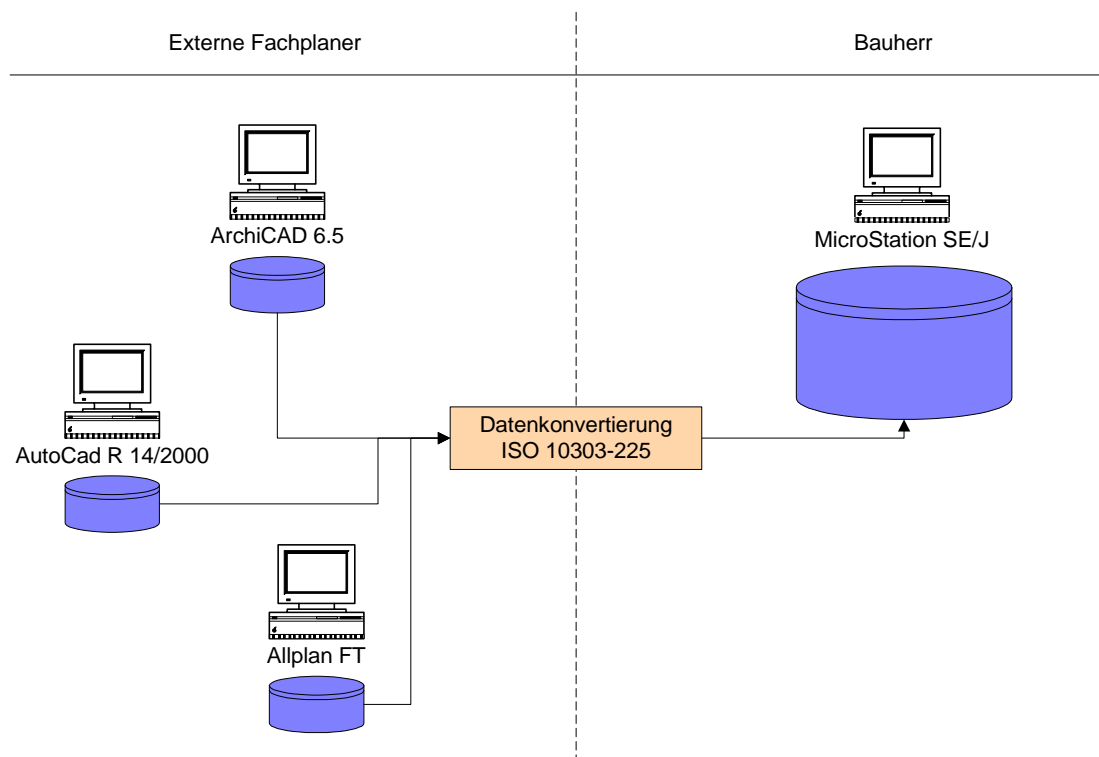 Externe Fachplaner
Bauherr
ArchiCAD 6.5
MicroStation SE/J
AutoCad R 14/2000
Datenkonvertierung
ISO 10303-225
Allplan FT